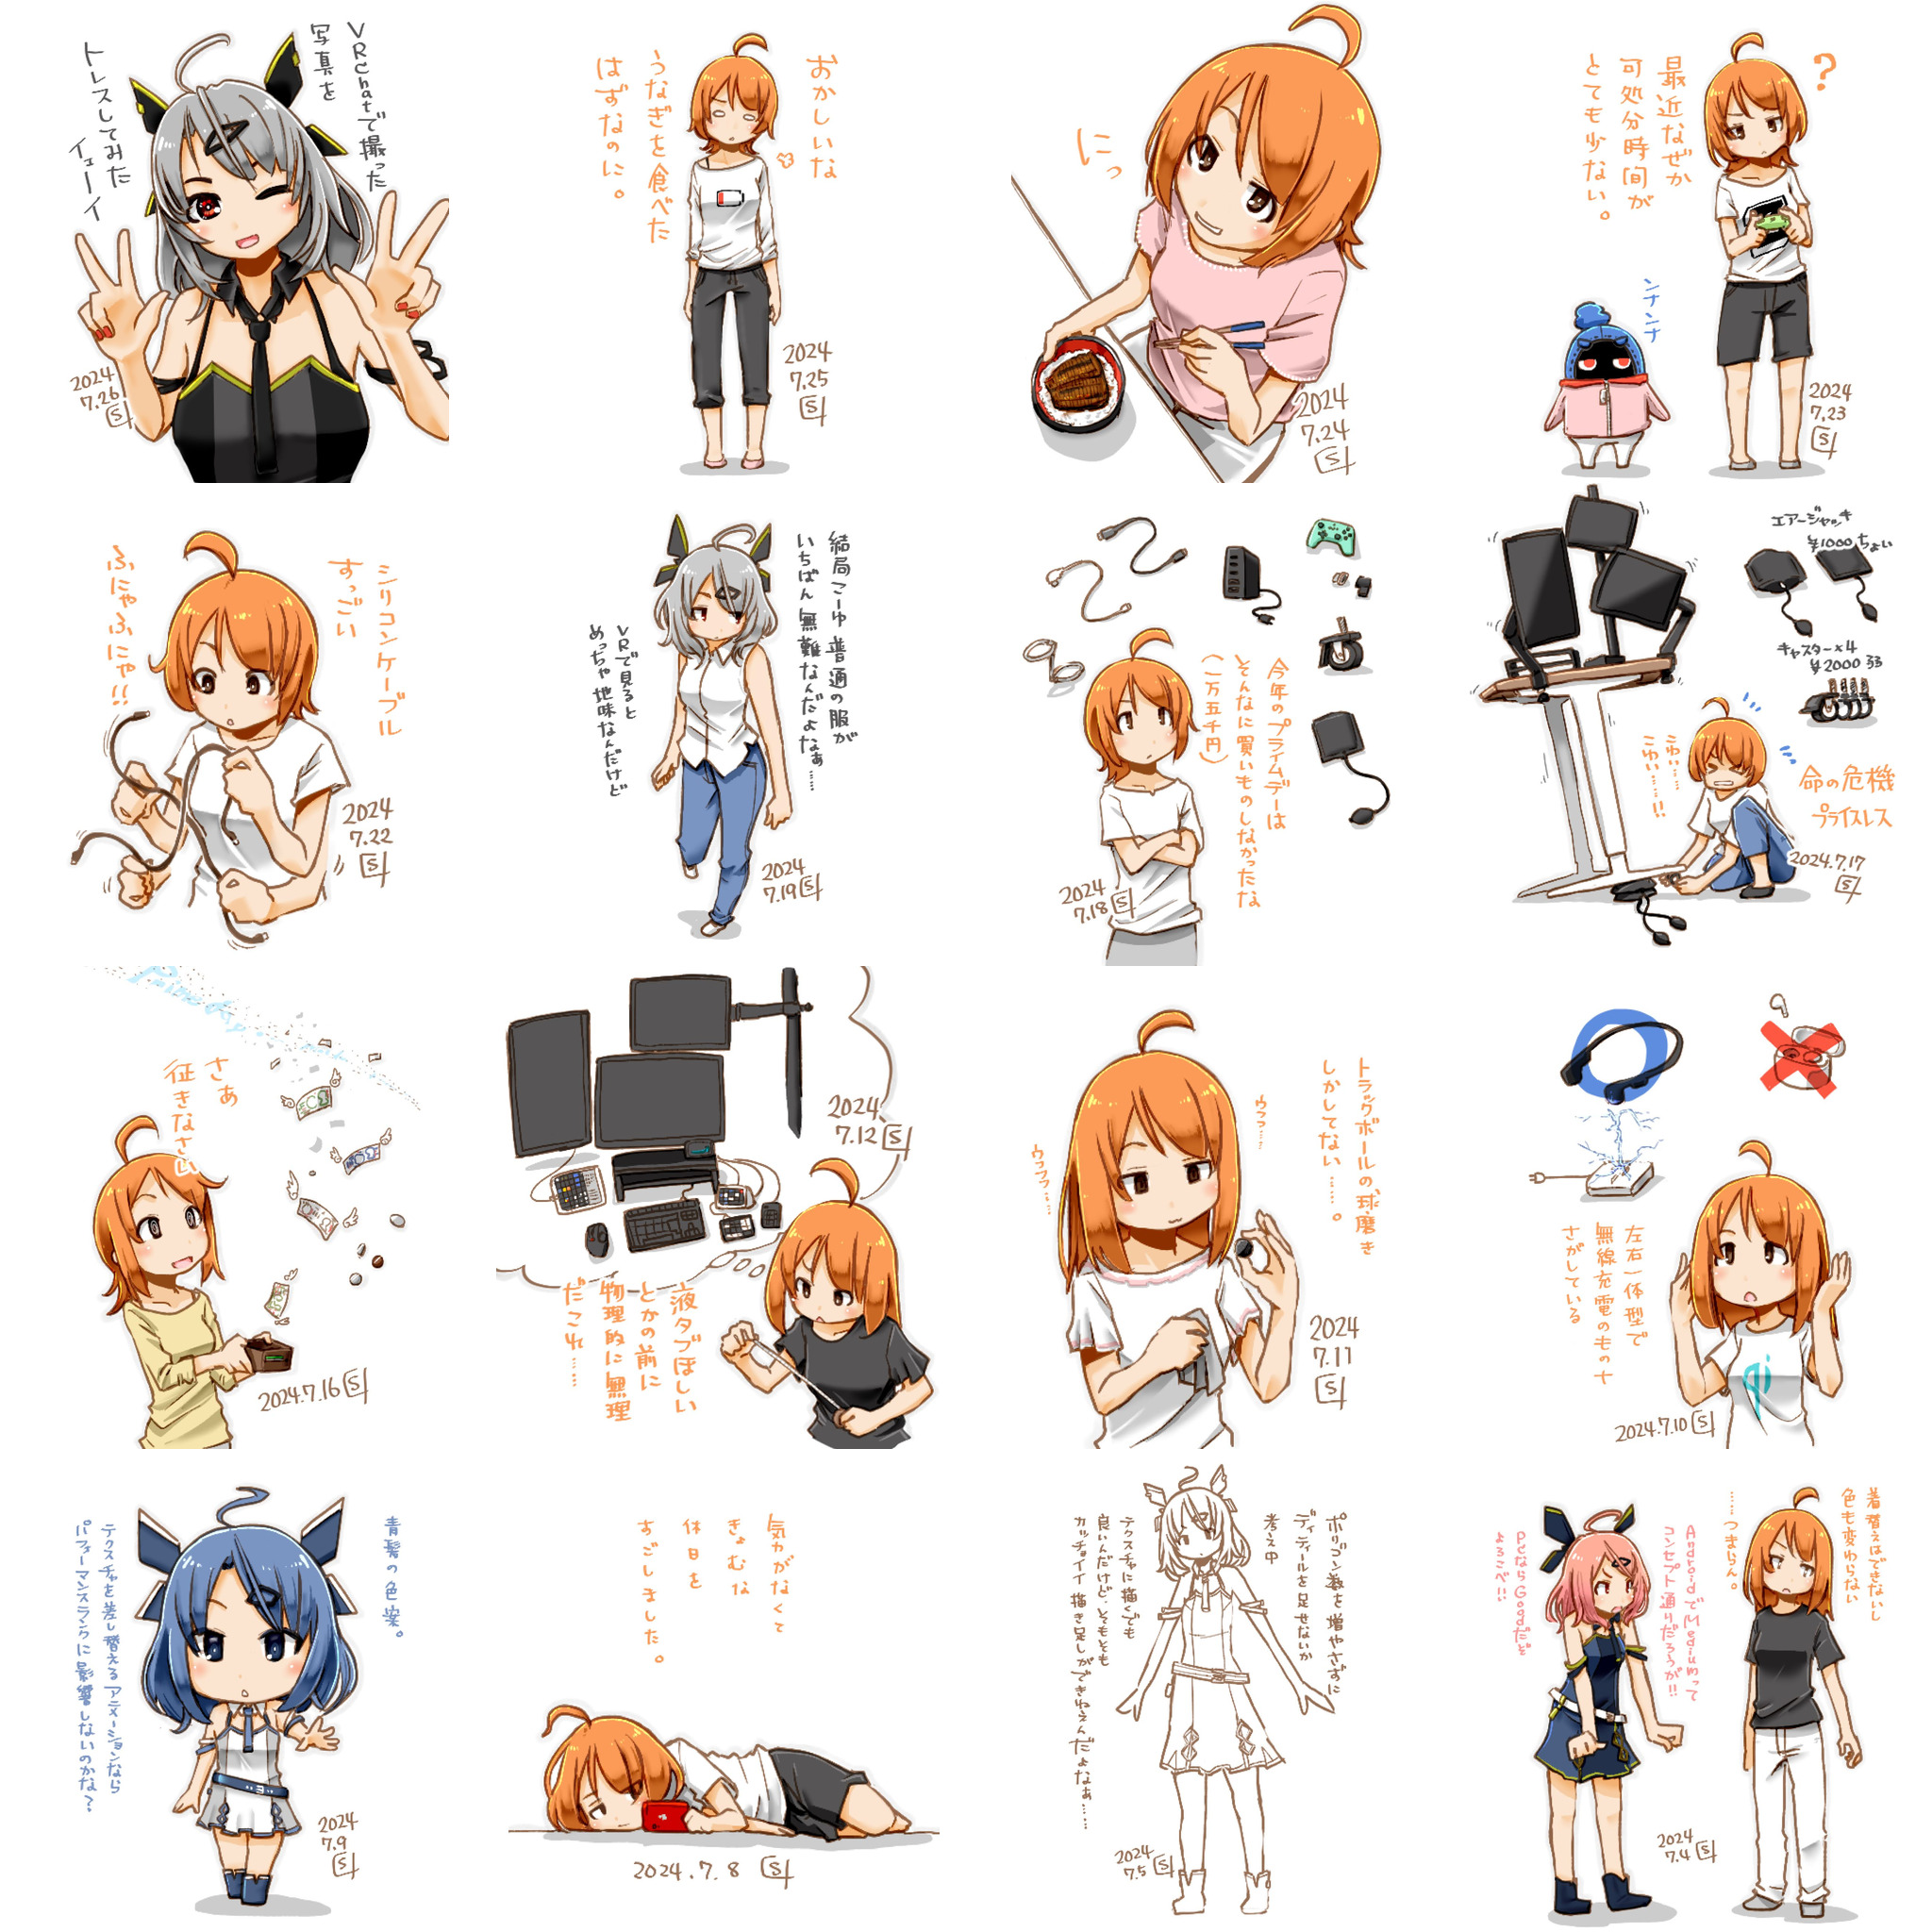 VRChatで撮った
写真を
トレスしてみた
イェーイ
2024
7.26
おかしいな
うなぎを食べた
はずなのに。
2024
7.25
にっ
2024
7.24
?
最近なぜか
可処分時間が
とても少ない。
ンナンナ
2024
7.23
シリコンケーブル
すっごい
ふにゃふにゃ!!
2024
7.22
結局こーゆ普通の服が
いちばん無難なんだよなぁ……
VRで見ると
めっちゃ地味なんだけど
2024
7.19
今年のプライムデーは
そんなに買いものしなかったな
(一万五千円)
2024
7.18
エアージャッキ
¥1000ちょい
キャスター×4
¥2000弱
こわい……
こわい……!!
命の危機
プライスレス
2024.7.17
Prime day
さぁ
征きなさい
2024.7.16
2024
7.12
液タブほしい
とかの前に
物理的に無理
だこれ……
トラックボールの球磨き
しかしてない……。
ウフ……
ウフフ……
2024
7.11
左右一体型で
無線充電のものォ
さがしている
qi
2024.7.10
青髪の色案。
テクスチャを差し替えるアニメーションなら
パフォーマンスランクに影響しないのかな?
2024
7.9
気力がなくて
きょむな
休日を
すごしました。
2024.7.8
ポリゴン数を増やさずに
ディティールを足せないか
考え中
テクスチャに描くでも
良いんだけど、そもそも
カッチョイイ描き足しができねえんだよなぁ……
2024
7.5
着替えはできないし
色も変わらない
……つまらん。
AndroidでMediumって
コンセプト通りだろうが!!
PCならGoodだぞ
よろこべ!!
2024
7.4